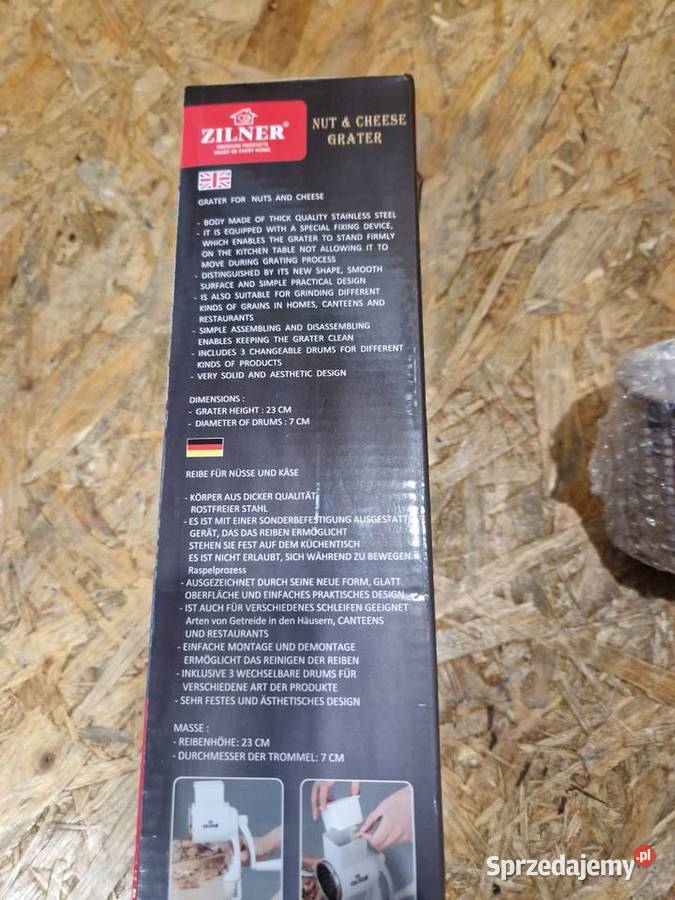 ZILNER®
PREMIUM PRODUCTS
HEART OF EVERY HOME
NUT & CHEESE
GRATER
GRATER FOR NUTS AND CHEESE
- BODY MADE OF THICK QUALITY STAINLESS STEEL
- IT IS EQUIPPED WITH A SPECIAL FIXING DEVICE,
WHICH ENABLES THE GRATER TO STAND FIRMLY
ON THE KITCHEN TABLE NOT ALLOWING IT TO
MOVE DURING GRATING PROCESS
- DISTINGUISHED BY ITS NEW SHAPE, SMOOTH
SURFACE AND SIMPLE PRACTICAL DESIGN
- IS ALSO SUITABLE FOR GRINDING DIFFERENT
KINDS OF GRAINS IN HOMES, CANTEENS AND
RESTAURANTS
- SIMPLE ASSEMBLING AND DISASSEMBLING
ENABLES KEEPING THE GRATER CLEAN
- INCLUDES 3 CHANGEABLE DRUMS FOR DIFFERENT
KINDS OF PRODUCTS
- VERY SOLID AND AESTHETIC DESIGN
DIMENSIONS :
- GRATER HEIGHT : 23 CM
- DIAMETER OF DRUMS : 7 CM
REIBE FÜR NÜSSE UND KÄSE
- KÖRPER AUS DICKER QUALITÄT
ROSTFREIER STAHL
- ES IST MIT EINER SONDERBEFESTIGUNG AUSGESTATT
GERÄT, DAS DAS REIBEN ERMÖGLICHT
STEHEN SIE FEST AUF DEM KÜCHENTISCH
ES IST NICHT ERLAUBT, SICH WÄHREND ZU BEWEGEN
Raspelprozess
- AUSGEZEICHNET DURCH SEINE NEUE FORM, GLATT
OBERFLÄCHE UND EINFACHES PRAKTISCHES DESIGN
- IST AUCH FÜR VERSCHIEDENES SCHLEIFEN GEEIGNET
Arten von Getreide in den Häusern, CANTEENS
UND RESTAURANTS
- EINFACHE MONTAGE UND DEMONTAGE
ERMÖGLICHT DAS REINIGEN DER REIBEN
- INKLUSIVE 3 WECHSELBARE DRUMS FÜR
VERSCHIEDENE ART DER PRODUKTE
- SEHR FESTES UND ÄSTHETISCHES DESIGN
MASSE :
- REIBENHÖHE: 23 CM
- DURCHMESSER DER TROMMEL: 7 CM
ZILNER
ZILNER
Sprzedajemy.pl